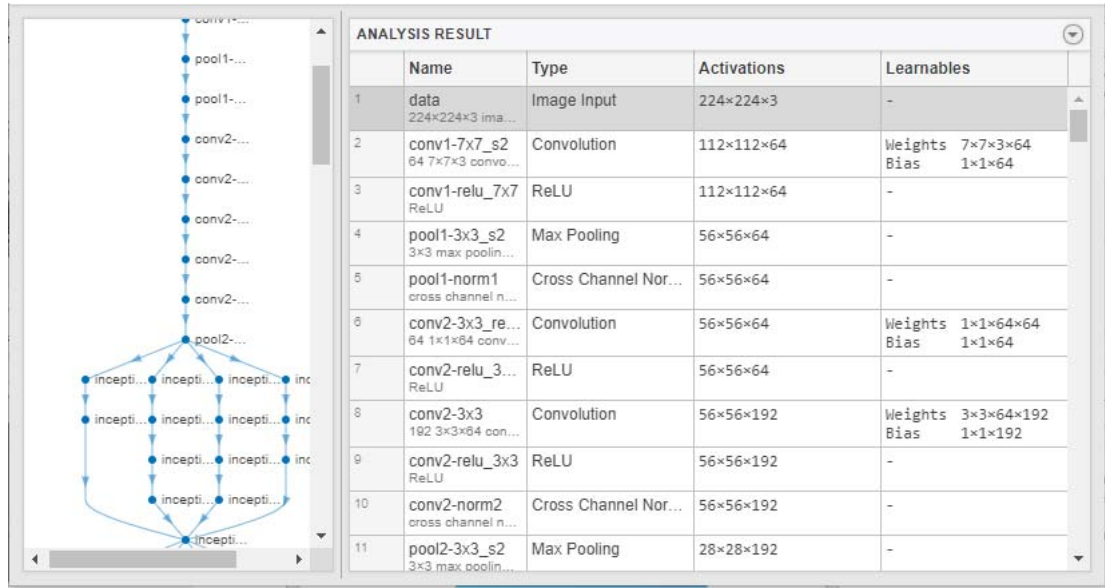 conv1-...
pool1-...
pool1-...
conv2-...
conv2-...
conv2-...
conv2-...
conv2-...
pool2-...
incepti... incepti... incepti... inc
incepti... incepti... incepti... inc
incepti... incepti... inc
incepti... incepti...
incepti...
ANALYSIS RESULT
Name Type Activations Learnables
1 data Image Input 224×224×3 -
224×224×3 ima...
2 conv1-7x7_s2 Convolution 112×112×64 Weights 7×7×3×64
64 7×7×3 convo... Bias 1×1×64
3 conv1-relu_7x7 ReLU 112×112×64 -
ReLU
4 pool1-3x3_s2 Max Pooling 56×56×64 -
3×3 max poolin...
5 pool1-norm1 Cross Channel Nor... 56×56×64 -
cross channel n...
6 conv2-3x3_re... Convolution 56×56×64 Weights 1×1×64×64
64 1×1×64 conv... Bias 1×1×64
7 conv2-relu_3... ReLU 56×56×64 -
ReLU
8 conv2-3x3 Convolution 56×56×192 Weights 3×3×64×192
192 3×3×64 con... Bias 1×1×192
9 conv2-relu_3x3 ReLU 56×56×192 -
ReLU
10 conv2-norm2 Cross Channel Nor... 56×56×192 -
cross channel n...
11 pool2-3x3_s2 Max Pooling 28×28×192 -
3×3 max poolin...